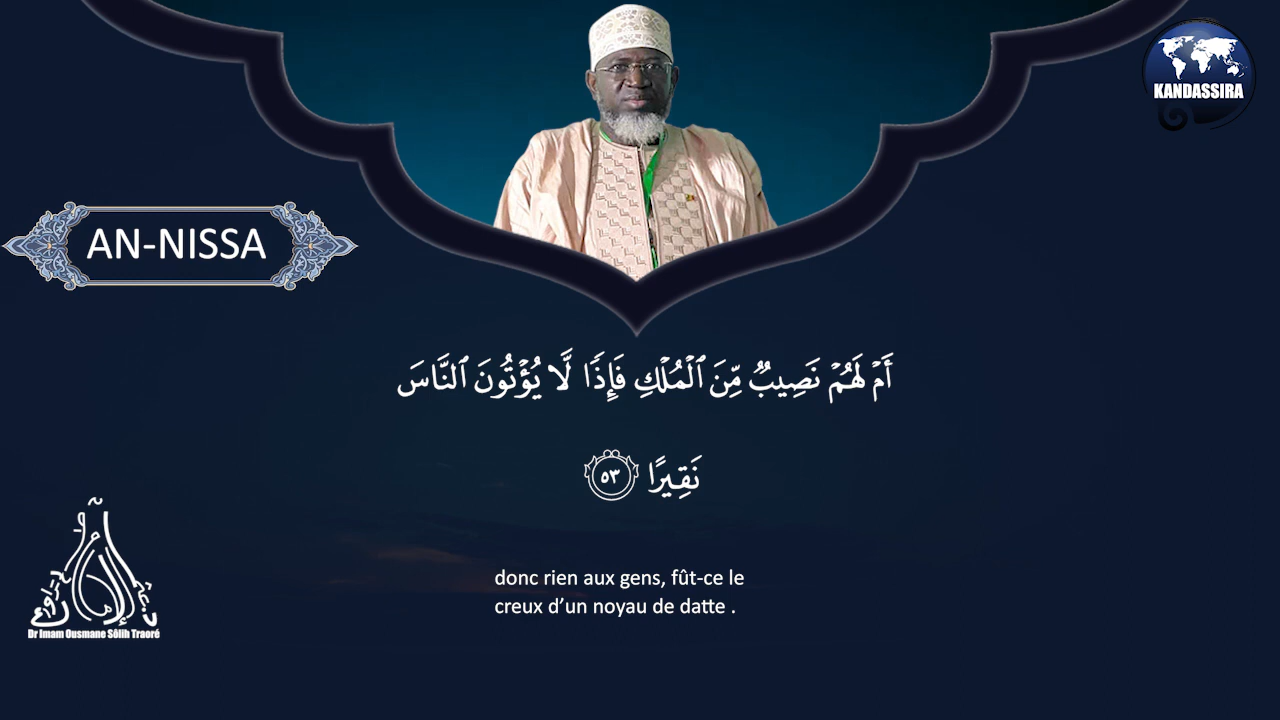 KANDASSIRA
AN-NISSA
أَمۡ لَهُمۡ نَصِيبٞ مِّنَ ٱلۡمُلۡكِ فَإِذٗا لَّا يُؤۡتُونَ ٱلنَّاسَ
نَقِيرًا ٥٣
donc rien aux gens, fût-ce le
creux d’un noyau de datte .
Dr Imam Ousmane Sôlih Traoré